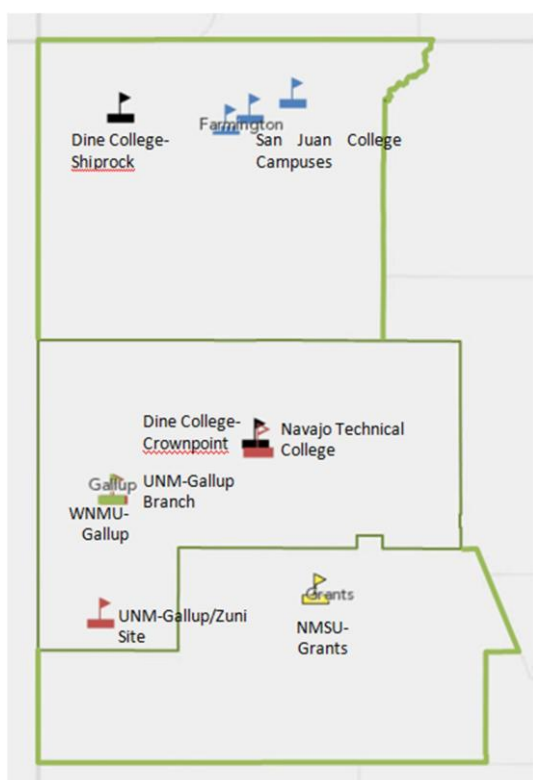 Farmington
Dine College-
Shiprock
San Juan College
Campuses
Dine College-
Crownpoint
Navajo Technical
College
Gallup
UNM-Gallup
Branch
WNMU-
Gallup
Grants
UNM-Gallup/Zuni
Site
NMSU-
Grants